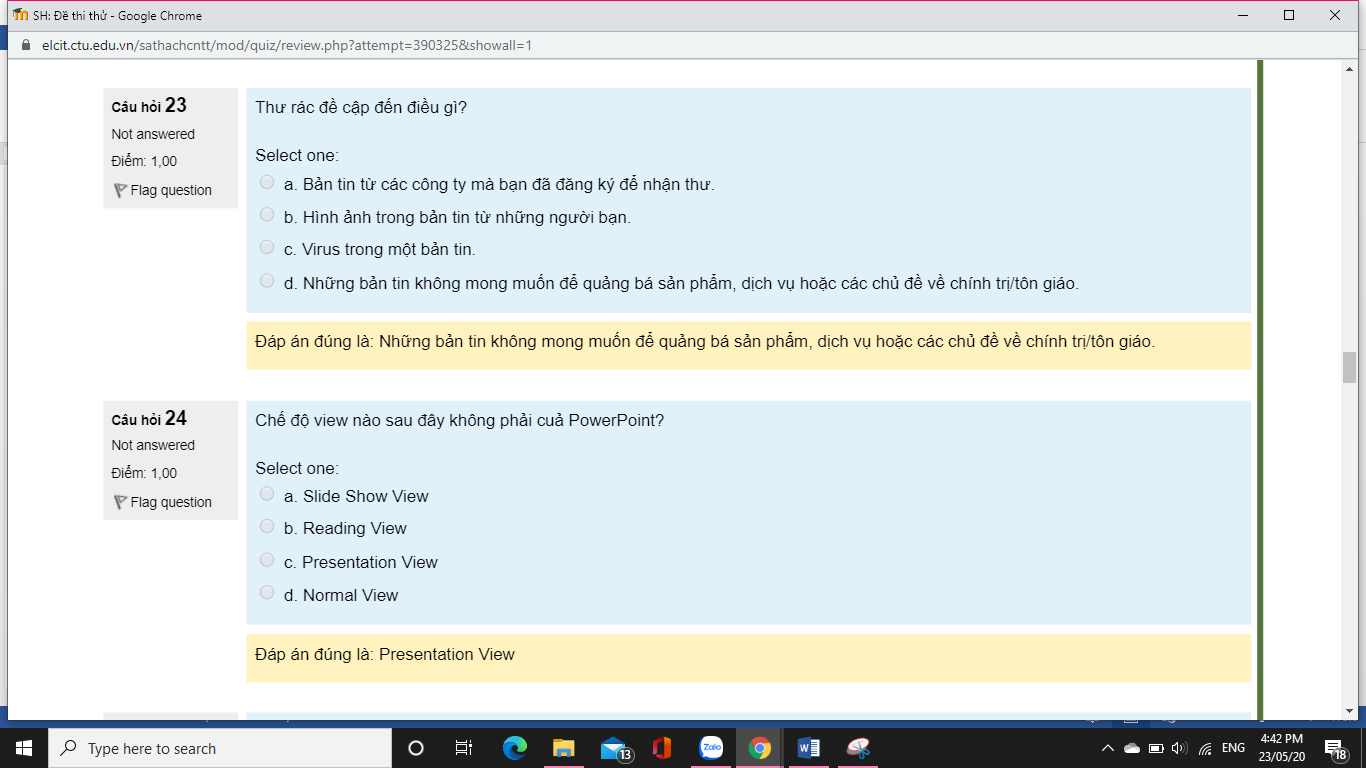 SH: Đề thi thử - Google Chrome
elcit.ctu.edu.vn/sathachcntt/mod/quiz/review.php?attempt=390325&showall=1
Câu hỏi 23
Not answered
Điểm: 1,00
Flag question
Thư rác đề cập đến điều gì?
Select one:
a. Bản tin từ các công ty mà bạn đã đăng ký để nhận thư.
b. Hình ảnh trong bản tin từ những người bạn.
c. Virus trong một bản tin.
d. Những bản tin không mong muốn để quảng bá sản phẩm, dịch vụ hoặc các chủ đề về chính trị/tôn giáo.
Đáp án đúng là: Những bản tin không mong muốn để quảng bá sản phẩm, dịch vụ hoặc các chủ đề về chính trị/tôn giáo.
Câu hỏi 24
Not answered
Điểm: 1,00
Flag question
Chế độ view nào sau đây không phải cuả PowerPoint?
Select one:
a. Slide Show View
b. Reading View
c. Presentation View
d. Normal View
Đáp án đúng là: Presentation View
Type here to search
13
Zalo
ENG
4:42 PM
23/05/20
18